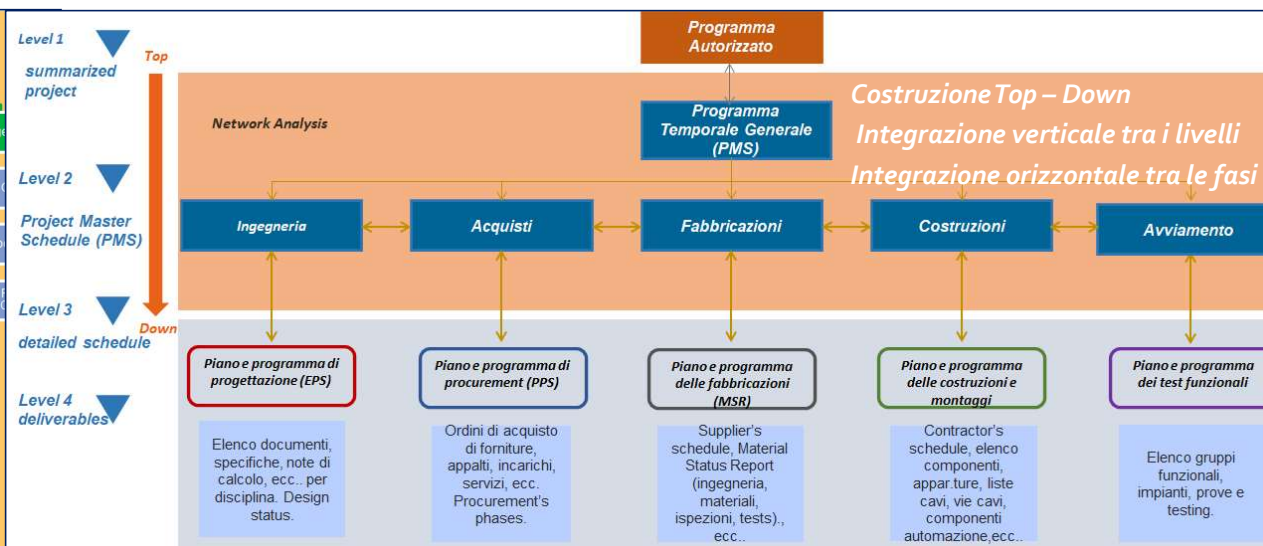 Level 1
summarized
project
Top
Programma
Autorizzato
Network Analysis
Programma
Temporale Generale
(PMS)
Costruzione Top – Down
Integrazione verticale tra i livelli
Integrazione orizzontale tra le fasi
Level 2
Project Master
Schedule (PMS)
Ingegneria
Acquisti
Fabbricazioni
Costruzioni
Avviamento
Level 3
detailed schedule
Down
Level 4
deliverables
Piano e programma di
progettazione (EPS)
Piano e programma di
procurement (PPS)
Piano e programma
delle fabbricazioni
(MSR)
Piano e programma
delle costruzioni e
montaggi
Piano e programma
dei test funzionali
Elenco documenti,
specifiche, note di
calcolo, ecc.. per
disciplina. Design
status.
Ordini di acquisto
di forniture,
appalti, incarichi,
servizi, ecc.
Procurement's
phases.
Supplier's
schedule, Material
Status Report
(ingegneria,
materiali,
ispezioni, tests).,
ecc..
Contractor's
schedule, elenco
componenti,
appar.ture, liste
cavi, vie cavi,
componenti
automazione,ecc..
Elenco gruppi
funzionali,
impianti, prove e
testing.